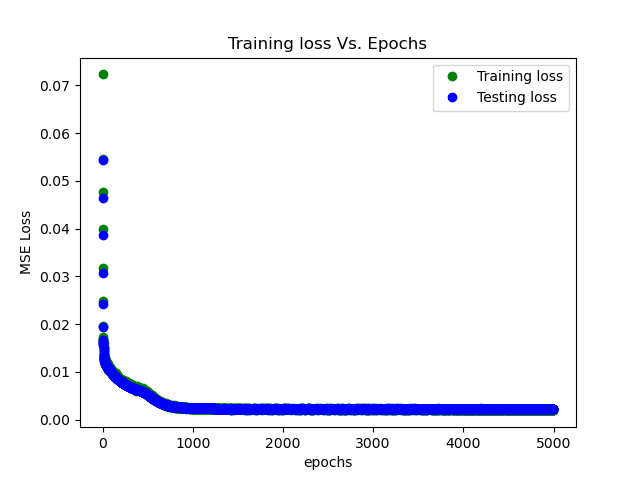 Training loss Vs. Epochs
Training loss
Testing loss
MSE Loss
0.07
0.06
0.05
0.04
0.03
0.02
0.01
0.00
0 1000 2000 3000 4000 5000
epochs